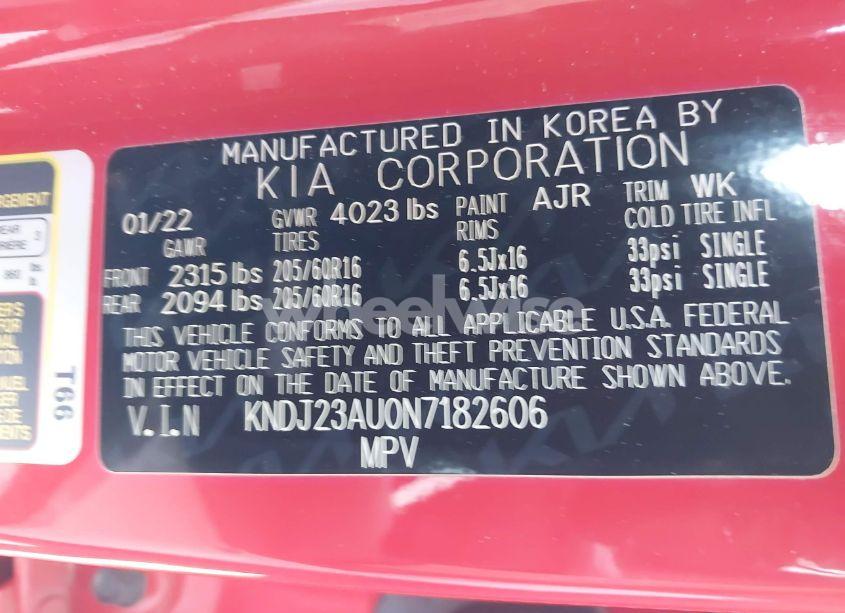 MANUFACTURED IN KOREA BY
KIA CORPORATION
01/22 GVWR 4023 lbs PAINT AJR TRIM WK
GAWR TIRES RIMS COLD TIRE INFL
FRONT 2315 lbs 205/60R16 6.5Jx16 33psi SINGLE
REAR 2094 lbs 205/60R16 6.5Jx16 33psi SINGLE
THIS VEHICLE CONFORMS TO ALL APPLICABLE U.S.A. FEDERAL
MOTOR VEHICLE SAFETY AND THEFT PREVENTION STANDARDS
IN EFFECT ON THE DATE OF MANUFACTURE SHOWN ABOVE.
V.I.N KNDJ23AU0N7182606
MPV
T66
wheelwise